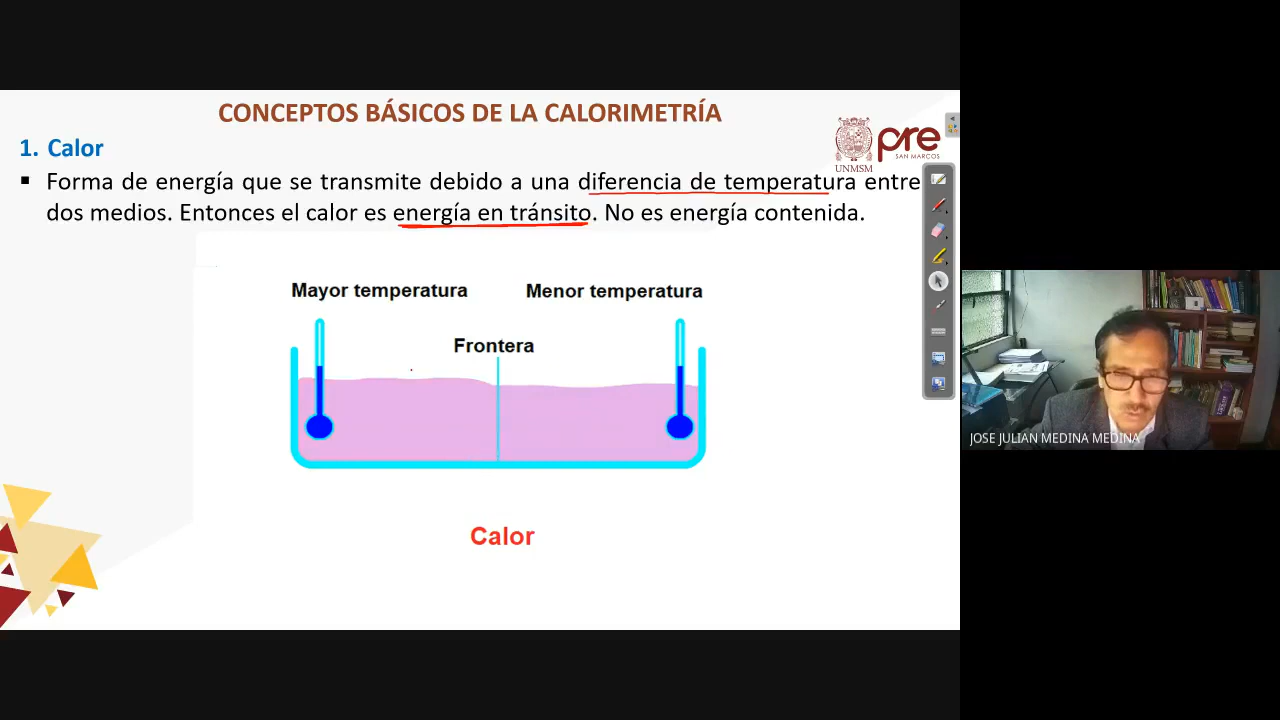 CONCEPTOS BÁSICOS DE LA CALORIMETRÍA
1. Calor
▪ Forma de energía que se transmite debido a una diferencia de temperatura entre
dos medios. Entonces el calor es energía en tránsito. No es energía contenida.
UNMSM
pre
SAN MARCOS
Mayor temperatura
Menor temperatura
Frontera
Calor
JOSE JULIAN MEDINA MEDINA